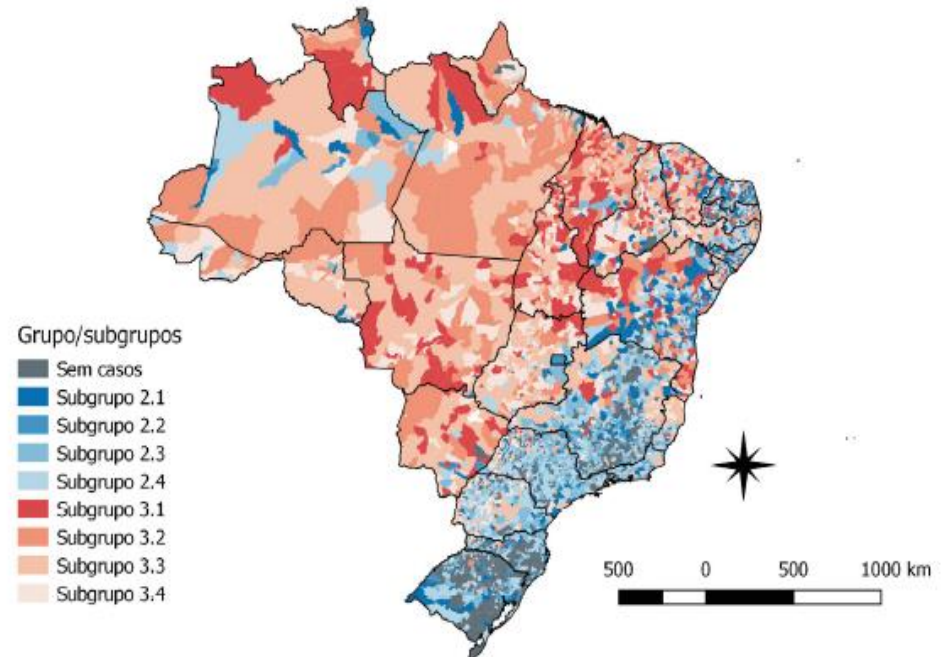 Grupo/subgrupos
Sem casos
Subgrupo 2.1
Subgrupo 2.2
Subgrupo 2.3
Subgrupo 2.4
Subgrupo 3.1
Subgrupo 3.2
Subgrupo 3.3
Subgrupo 3.4
500 0 500 1000 km